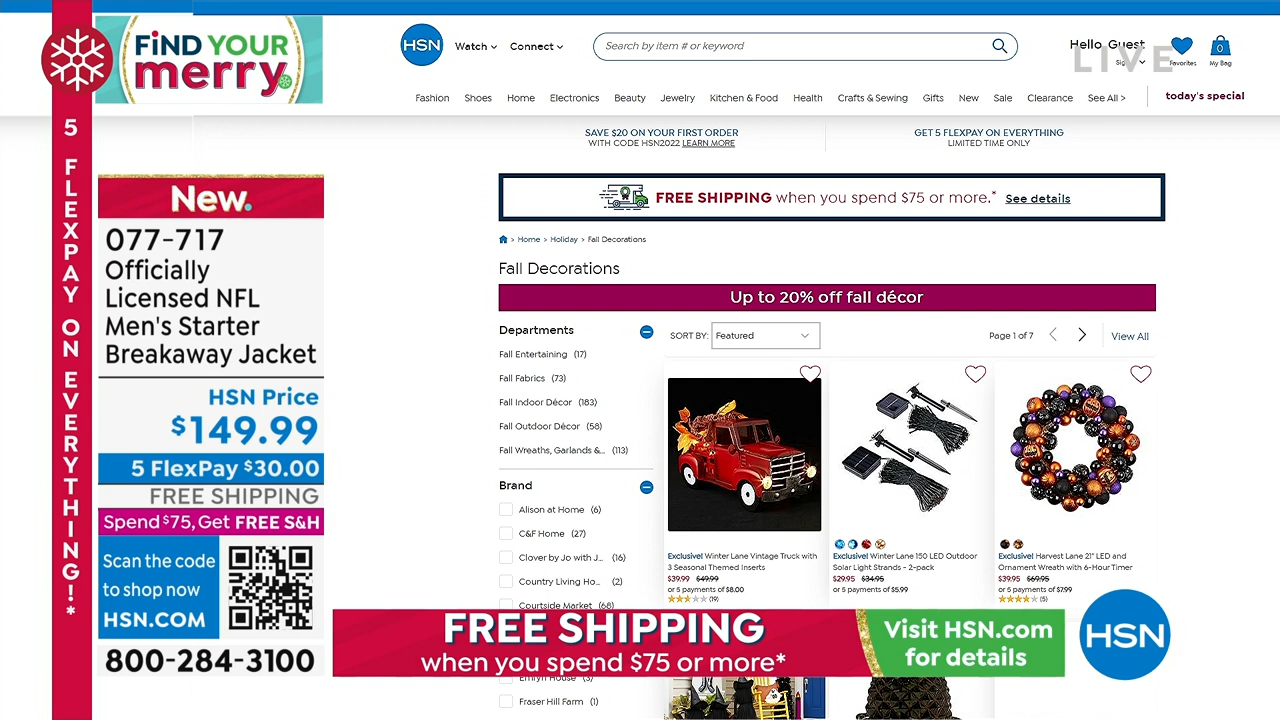 FiND YOUR
merry.
5 FLEXPAY ON EVERYTHING!*
New.
077-717
Officially
Licensed NFL
Men's Starter
Breakaway Jacket
HSN Price
$149.99
5 FlexPay $30.00
FREE SHIPPING
Spend $75, Get FREE S&H
Scan the code
to shop now
HSN.COM
800-284-3100
HSN
Watch
Connect
Search by item # or keyword
Hello, Guest
LIVE
Favorites
0
My Bag
Fashion Shoes Home Electronics Beauty Jewelry Kitchen & Food Health Crafts & Sewing Gifts New Sale Clearance See All >
today's special
SAVE $20 ON YOUR FIRST ORDER
WITH CODE HSN2022 LEARN MORE
GET 5 FLEXPAY ON EVERYTHING
LIMITED TIME ONLY
FREE SHIPPING when you spend $75 or more.* See details
> Home > Holiday > Fall Decorations
Fall Decorations
Up to 20% off fall décor
Departments
Fall Entertaining (17)
Fall Fabrics (73)
Fall Indoor Décor (183)
Fall Outdoor Décor (58)
Fall Wreaths, Garlands &... (113)
Brand
Alison at Home (6)
C&F Home (27)
Clover by Jo with J... (16)
Country Living Ho... (2)
Courtside Market (68)
Emryn House (3)
Fraser Hill Farm (1)
SORT BY: Featured
Page 1 of 7
View All
Exclusive! Winter Lane Vintage Truck with
3 Seasonal Themed Inserts
$39.99 $49.99
or 5 payments of $8.00
(19)
Exclusive! Winter Lane 150 LED Outdoor
Solar Light Strands - 2-pack
$29.95 $34.95
or 5 payments of $5.99
Exclusive! Harvest Lane 21" LED and
Ornament Wreath with 6-Hour Timer
$39.95 $69.95
or 5 payments of $7.99
(5)
FREE SHIPPING
when you spend $75 or more*
Visit HSN.com
for details
HSN